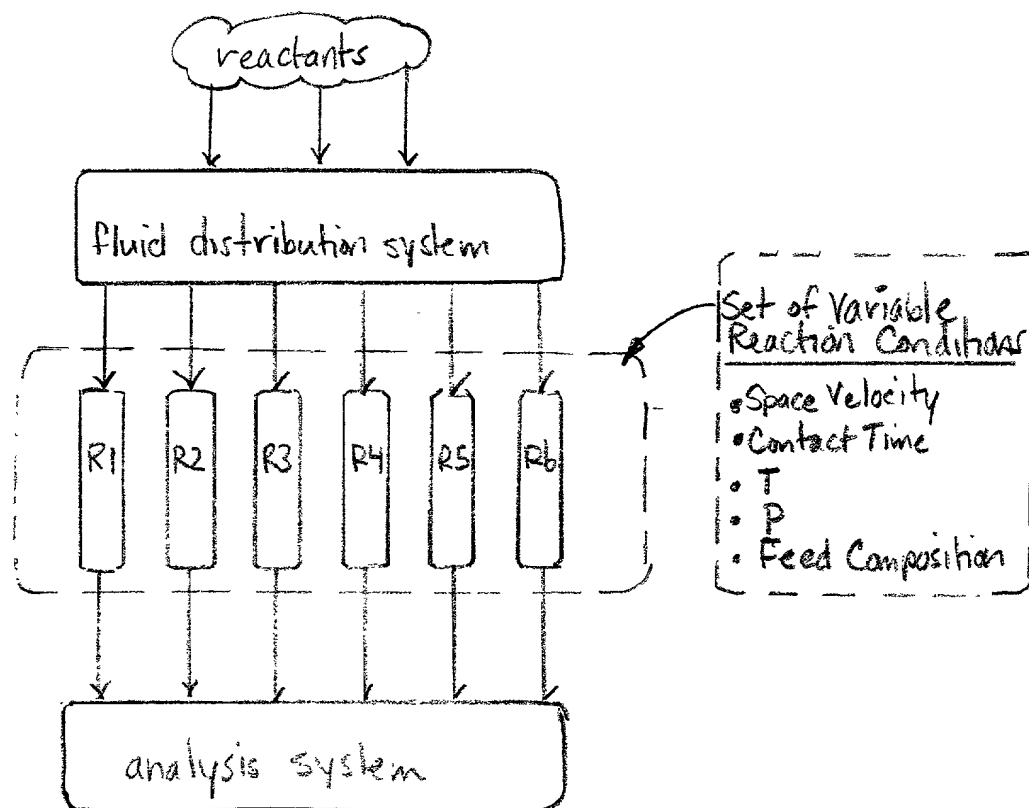 reactants
fluid distribution system
Set of Variable
Reaction Conditions
• Space Velocity
• Contact Time
• T
• P
• Feed Composition
R1 R2 R3 R4 R5 R6
analysis system